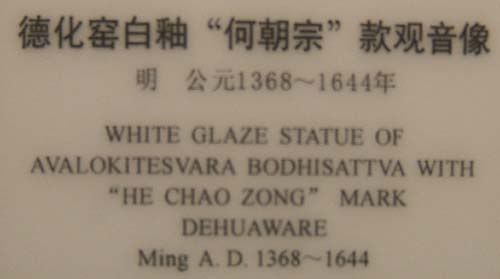 德化窑白釉“何朝宗”款观音像
明 公元1368～1644年
WHITE GLAZE STATUE OF
AVALOKITESVARA BODHISATTVA WITH
“HE CHAO ZONG” MARK
DEHUAWARE
Ming A. D. 1368～1644